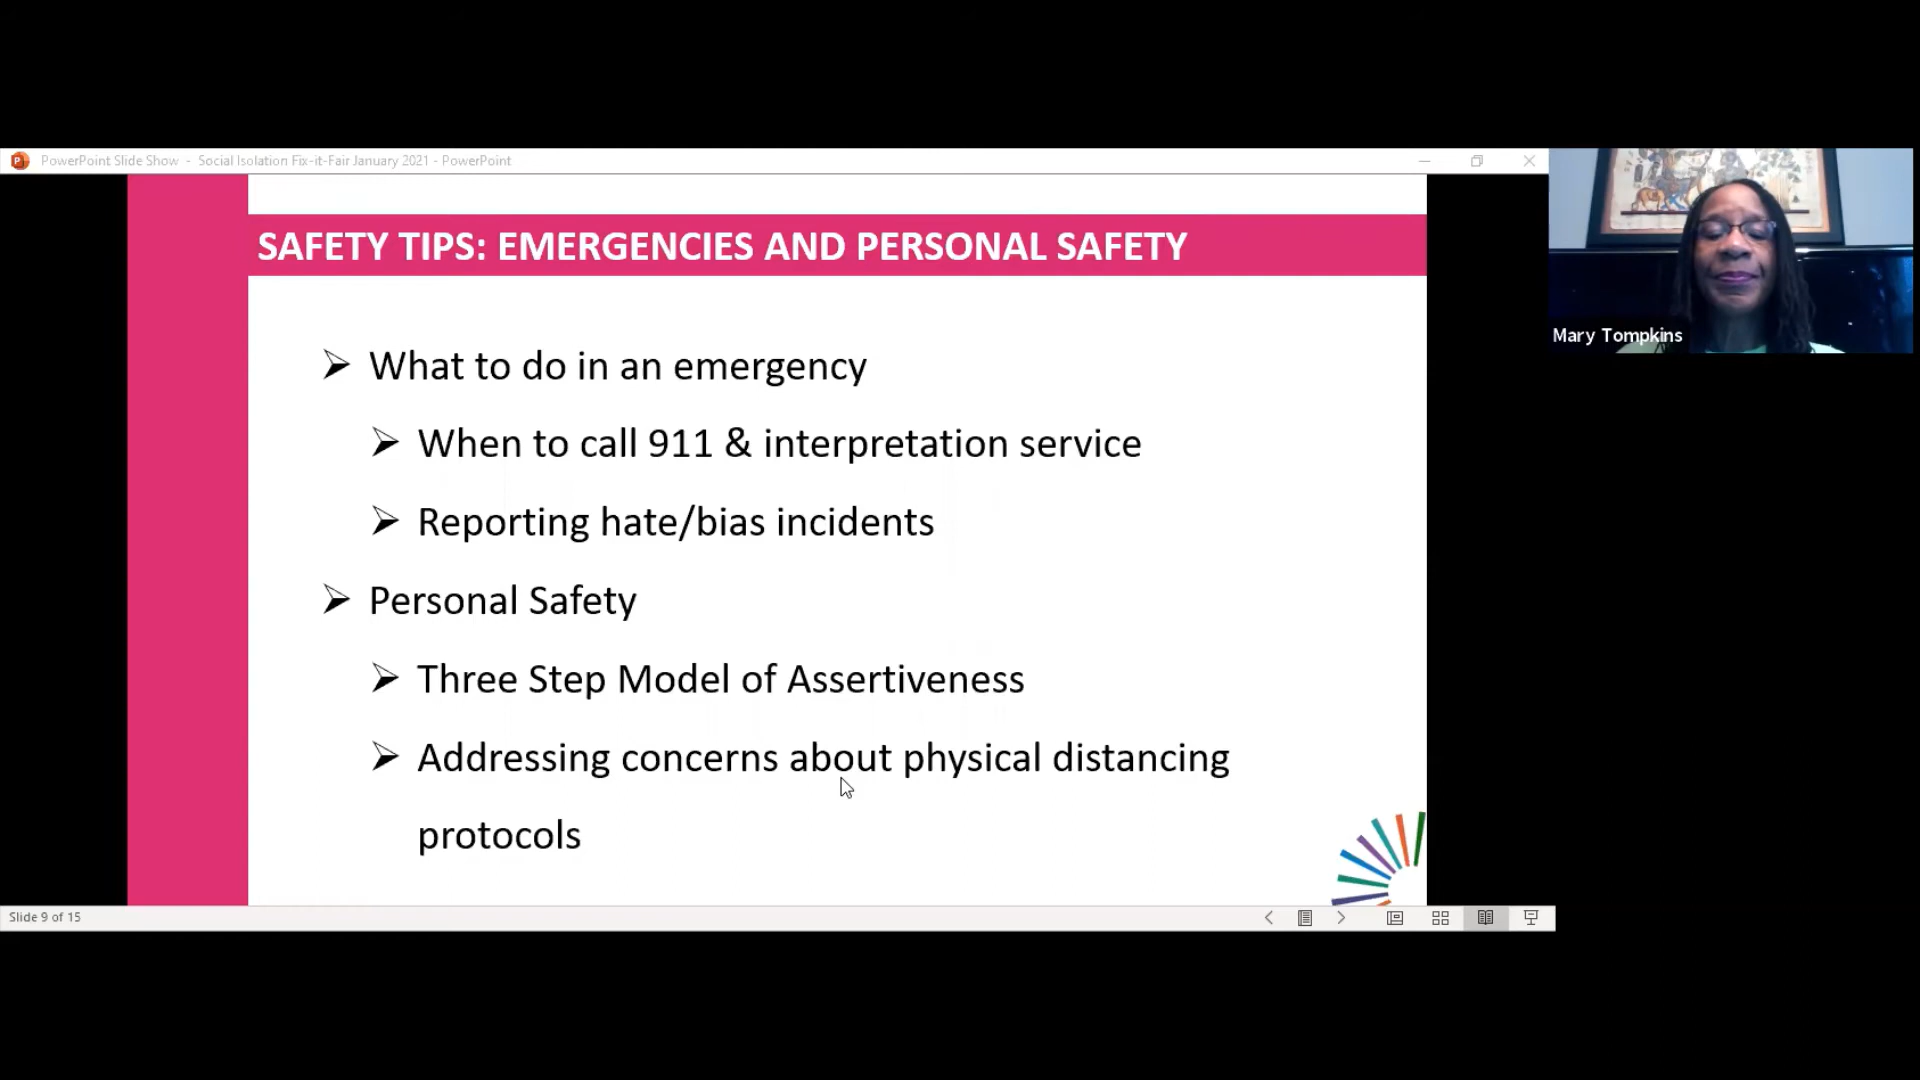 PowerPoint Slide Show - Social Isolation Fix-it-Fair January 2021 - PowerPoint
SAFETY TIPS: EMERGENCIES AND PERSONAL SAFETY
What to do in an emergency
When to call 911 & interpretation service
Reporting hate/bias incidents
Personal Safety
Three Step Model of Assertiveness
Addressing concerns about physical distancing
protocols
Mary Tompkins
Slide 9 of 15